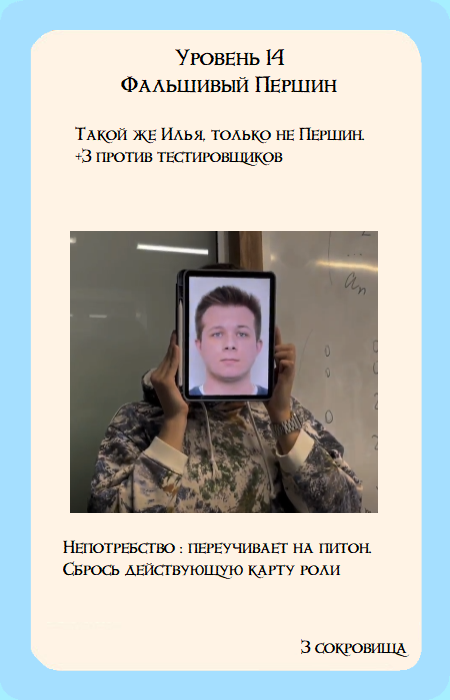 Уровень 14
Фальшивый Першин
Такой же Илья, только не Першин.
+3 против тестировщиков
a_n
Непотребство : переучивает на питон.
Сбрось действующую карту роли
3 сокровища